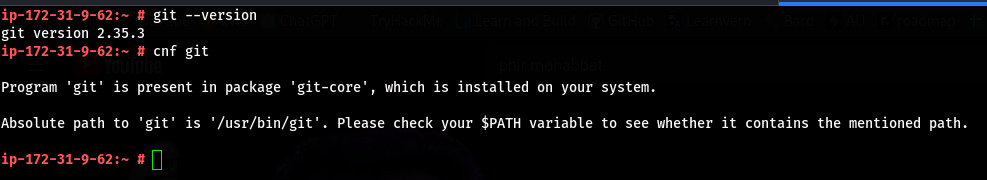 ip-172-31-9-62:~ # git --version
git version 2.35.3
ip-172-31-9-62:~ # cnf git
Program 'git' is present in package 'git-core', which is installed on your system.
Absolute path to 'git' is '/usr/bin/git'. Please check your $PATH variable to see whether it contains the mentioned path.
ip-172-31-9-62:~ #